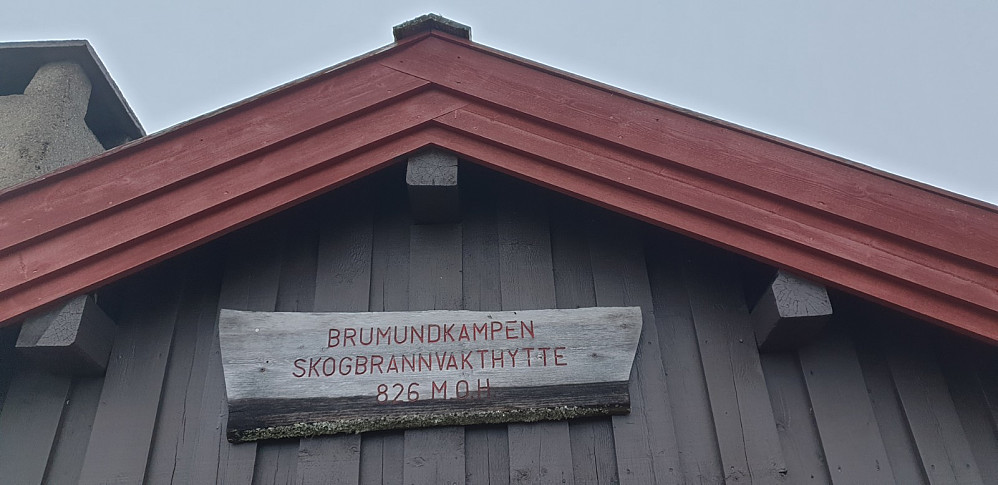 BRUMUNDKAMPEN
SKOGBRANNVAKTHYTTE
826 M.O.H.